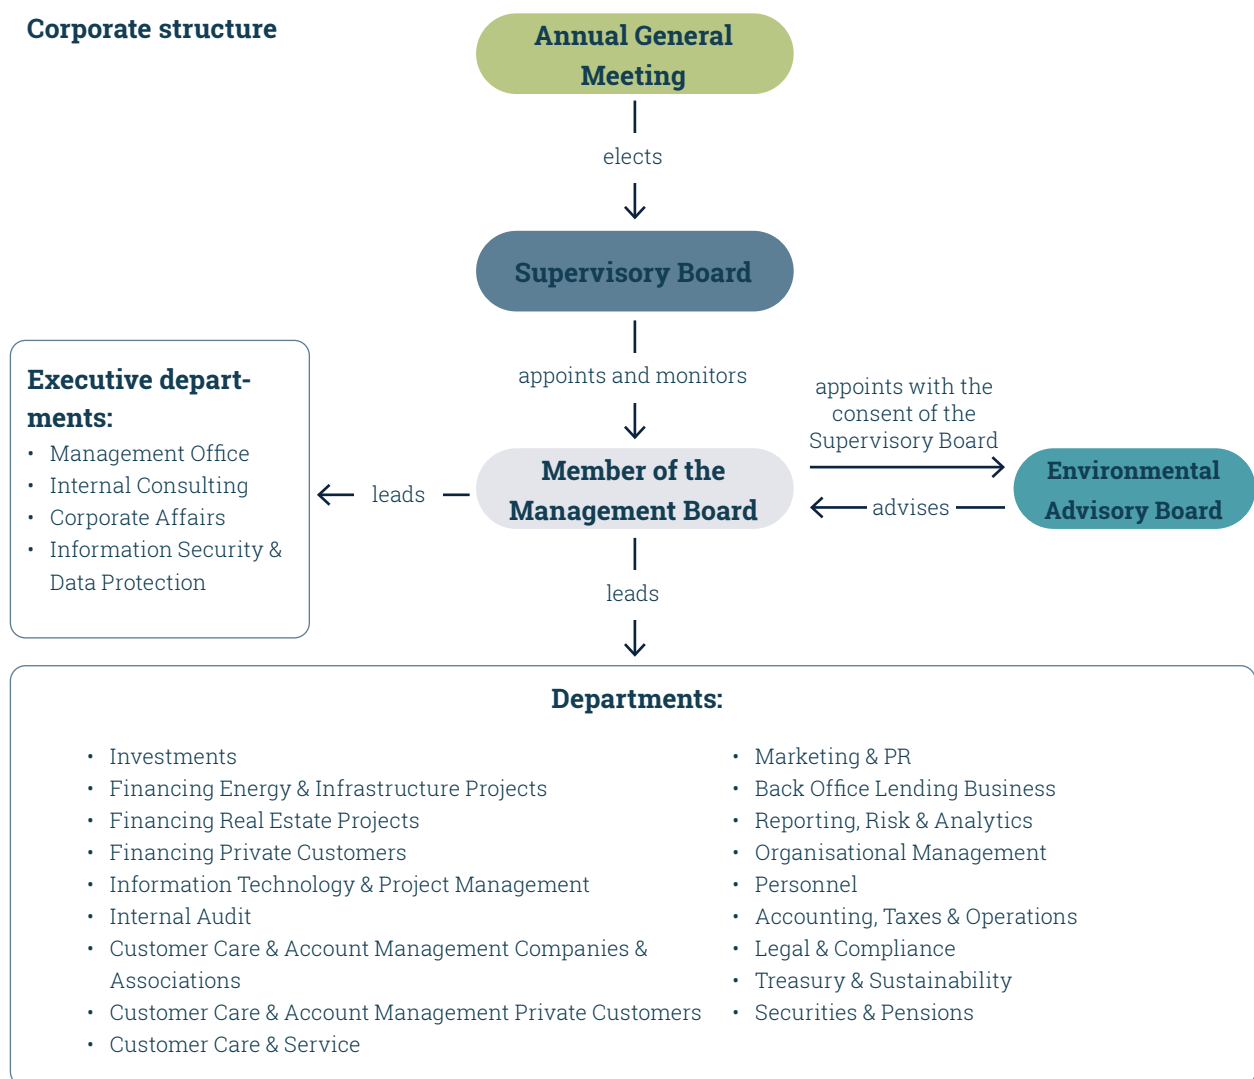 Corporate structure
Annual General
Meeting
elects
Supervisory Board
appoints and monitors
appoints with the
consent of the
Supervisory Board
Executive depart-
ments:
• Management Office
• Internal Consulting
• Corporate Affairs
• Information Security &
Data Protection
leads
Member of the
Management Board
advises
Environmental
Advisory Board
leads
Departments:
• Investments
• Financing Energy & Infrastructure Projects
• Financing Real Estate Projects
• Financing Private Customers
• Information Technology & Project Management
• Internal Audit
• Customer Care & Account Management Companies &
Associations
• Customer Care & Account Management Private Customers
• Customer Care & Service
• Marketing & PR
• Back Office Lending Business
• Reporting, Risk & Analytics
• Organisational Management
• Personnel
• Accounting, Taxes & Operations
• Legal & Compliance
• Treasury & Sustainability
• Securities & Pensions